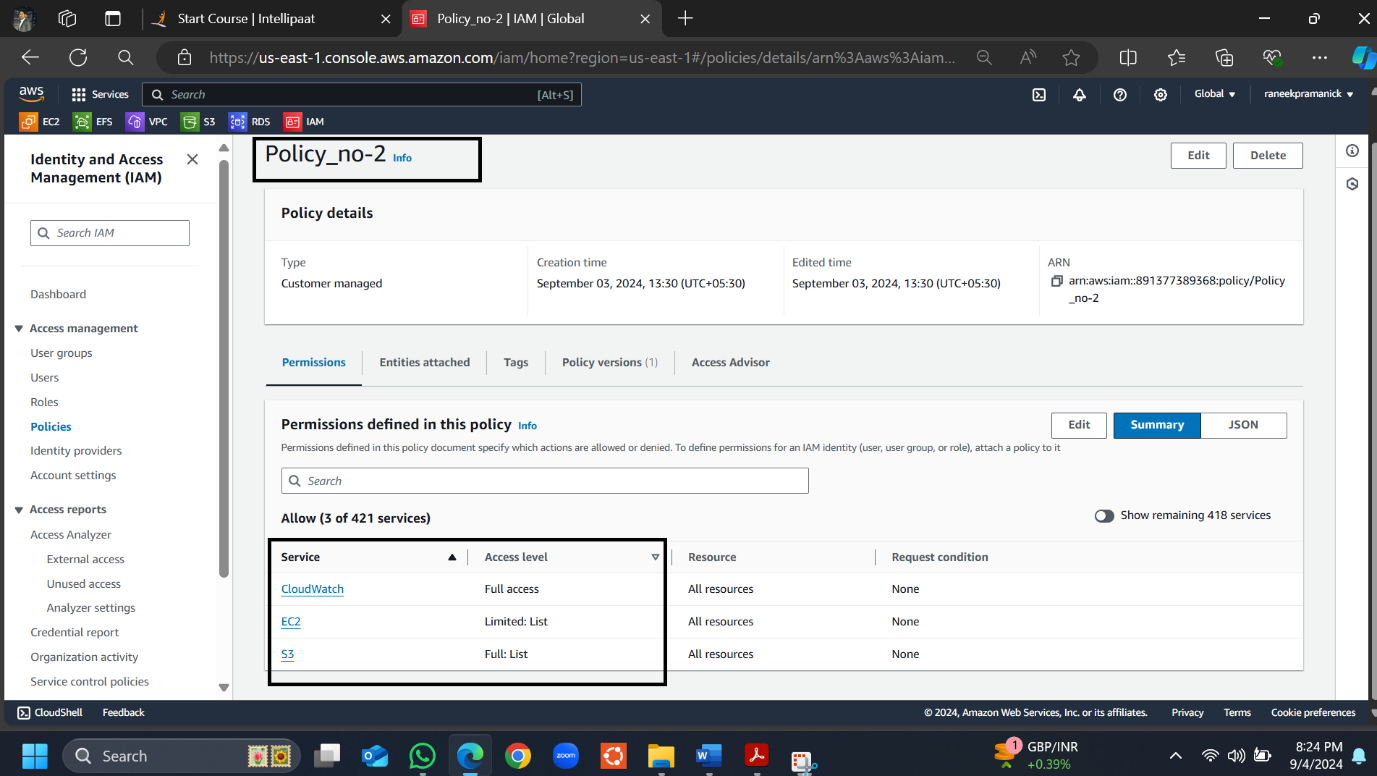 Start Course | Intellipaat
Policy_no-2 | IAM | Global
https://us-east-1.console.aws.amazon.com/iam/home?region=us-east-1#/policies/details/arn%3Aaws%3Aiam...
aws
Services
Search
[Alt+S]
Global
raneekpramanick
EC2
EFS
VPC
S3
RDS
IAM
Identity and Access
Management (IAM)
Search IAM
Dashboard
Access management
User groups
Users
Roles
Policies
Identity providers
Account settings
Access reports
Access Analyzer
External access
Unused access
Analyzer settings
Credential report
Organization activity
Service control policies
Policy_no-2 Info
Edit
Delete
Policy details
Type
Customer managed
Creation time
September 03, 2024, 13:30 (UTC+05:30)
Edited time
September 03, 2024, 13:30 (UTC+05:30)
ARN
arn:aws:iam::891377389368:policy/Policy
_no-2
Permissions
Entities attached
Tags
Policy versions (1)
Access Advisor
Permissions defined in this policy Info
Edit
Summary
JSON
Permissions defined in this policy document specify which actions are allowed or denied. To define permissions for an IAM identity (user, user group, or role), attach a policy to it
Search
Allow (3 of 421 services)
Show remaining 418 services
Service Access level Resource Request condition
CloudWatch Full access All resources None
EC2 Limited: List All resources None
S3 Full: List All resources None
CloudShell
Feedback
© 2024, Amazon Web Services, Inc. or its affiliates.
Privacy
Terms
Cookie preferences
Search
zoom
1
GBP/INR
+0.39%
8:24 PM
9/4/2024